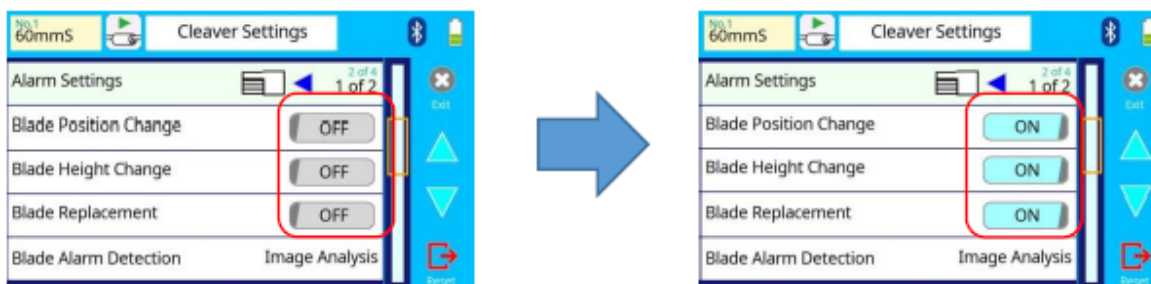 No.1
60mmS
Cleaver Settings
Alarm Settings
2 of 4
1 of 2
Exit
Blade Position Change
OFF
Blade Height Change
OFF
Blade Replacement
OFF
Blade Alarm Detection
Image Analysis
Reset
No.1
60mmS
Cleaver Settings
Alarm Settings
2 of 4
1 of 2
Exit
Blade Position Change
ON
Blade Height Change
ON
Blade Replacement
ON
Blade Alarm Detection
Image Analysis
Reset